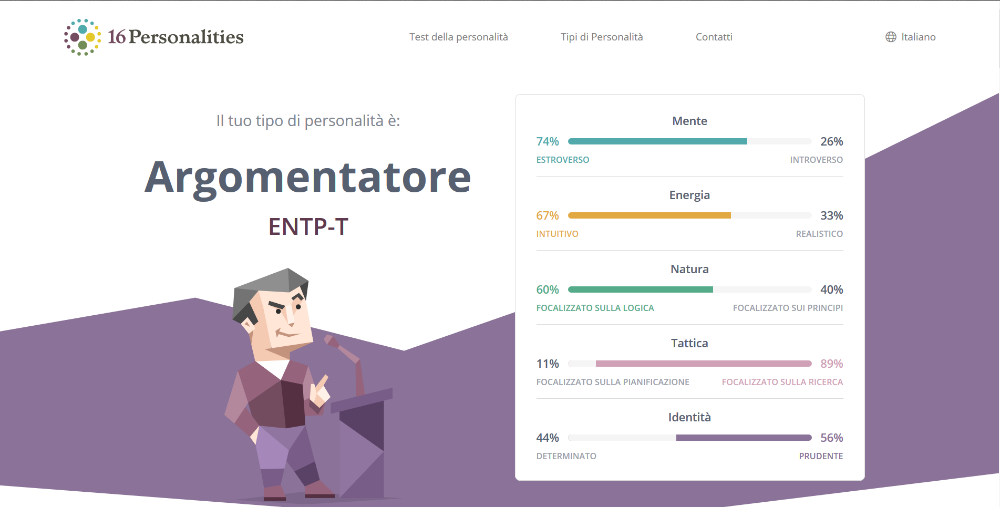 16Personalities
Test della personalità
Tipi di Personalità
Contatti
Italiano
Il tuo tipo di personalità è:
Argomentatore
ENTP-T
Mente
74% 26%
ESTROVERSO INTROVERSO
Energia
67% 33%
INTUITIVO REALISTICO
Natura
60% 40%
FOCALIZZATO SULLA LOGICA FOCALIZZATO SUI PRINCIPI
Tattica
11% 89%
FOCALIZZATO SULLA PIANIFICAZIONE FOCALIZZATO SULLA RICERCA
Identità
44% 56%
DETERMINATO PRUDENTE